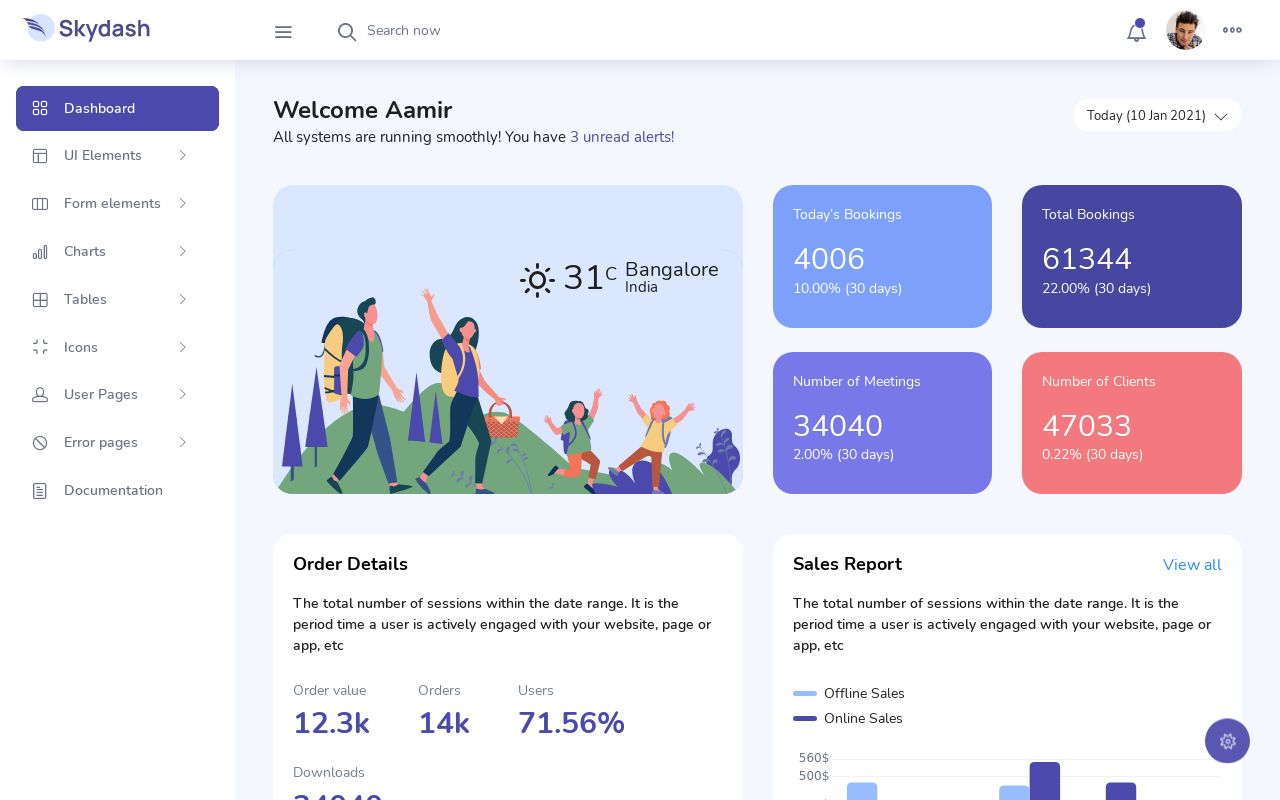 Skydash
Search now
Dashboard
UI Elements
Form elements
Charts
Tables
Icons
User Pages
Error pages
Documentation
Welcome Aamir
All systems are running smoothly! You have 3 unread alerts!
Today (10 Jan 2021)
31C
Bangalore
India
Today’s Bookings
4006
10.00% (30 days)
Total Bookings
61344
22.00% (30 days)
Number of Meetings
34040
2.00% (30 days)
Number of Clients
47033
0.22% (30 days)
Order Details
The total number of sessions within the date range. It is the
period time a user is actively engaged with your website, page or
app, etc
Order value
12.3k
Orders
14k
Users
71.56%
Downloads
34040
Sales Report
View all
The total number of sessions within the date range. It is the
period time a user is actively engaged with your website, page or
app, etc
Offline Sales
Online Sales
560$
500$